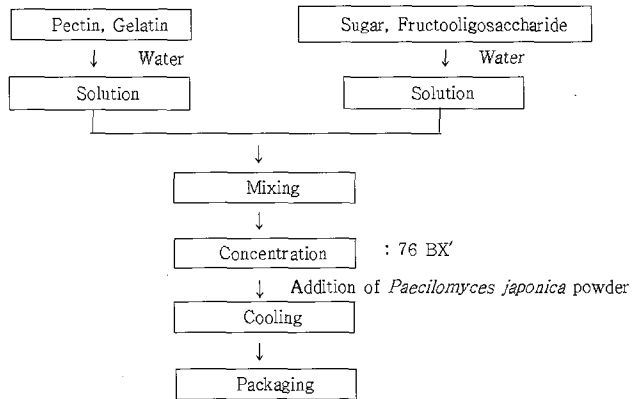 Pectin, Gelatin
Sugar, Fructooligosaccharide
↓ Water
↓ Water
Solution
Solution
↓
Mixing
↓
Concentration : 76 BX′
↓ Addition of Paecilomyces japonica powder
Cooling
↓
Packaging